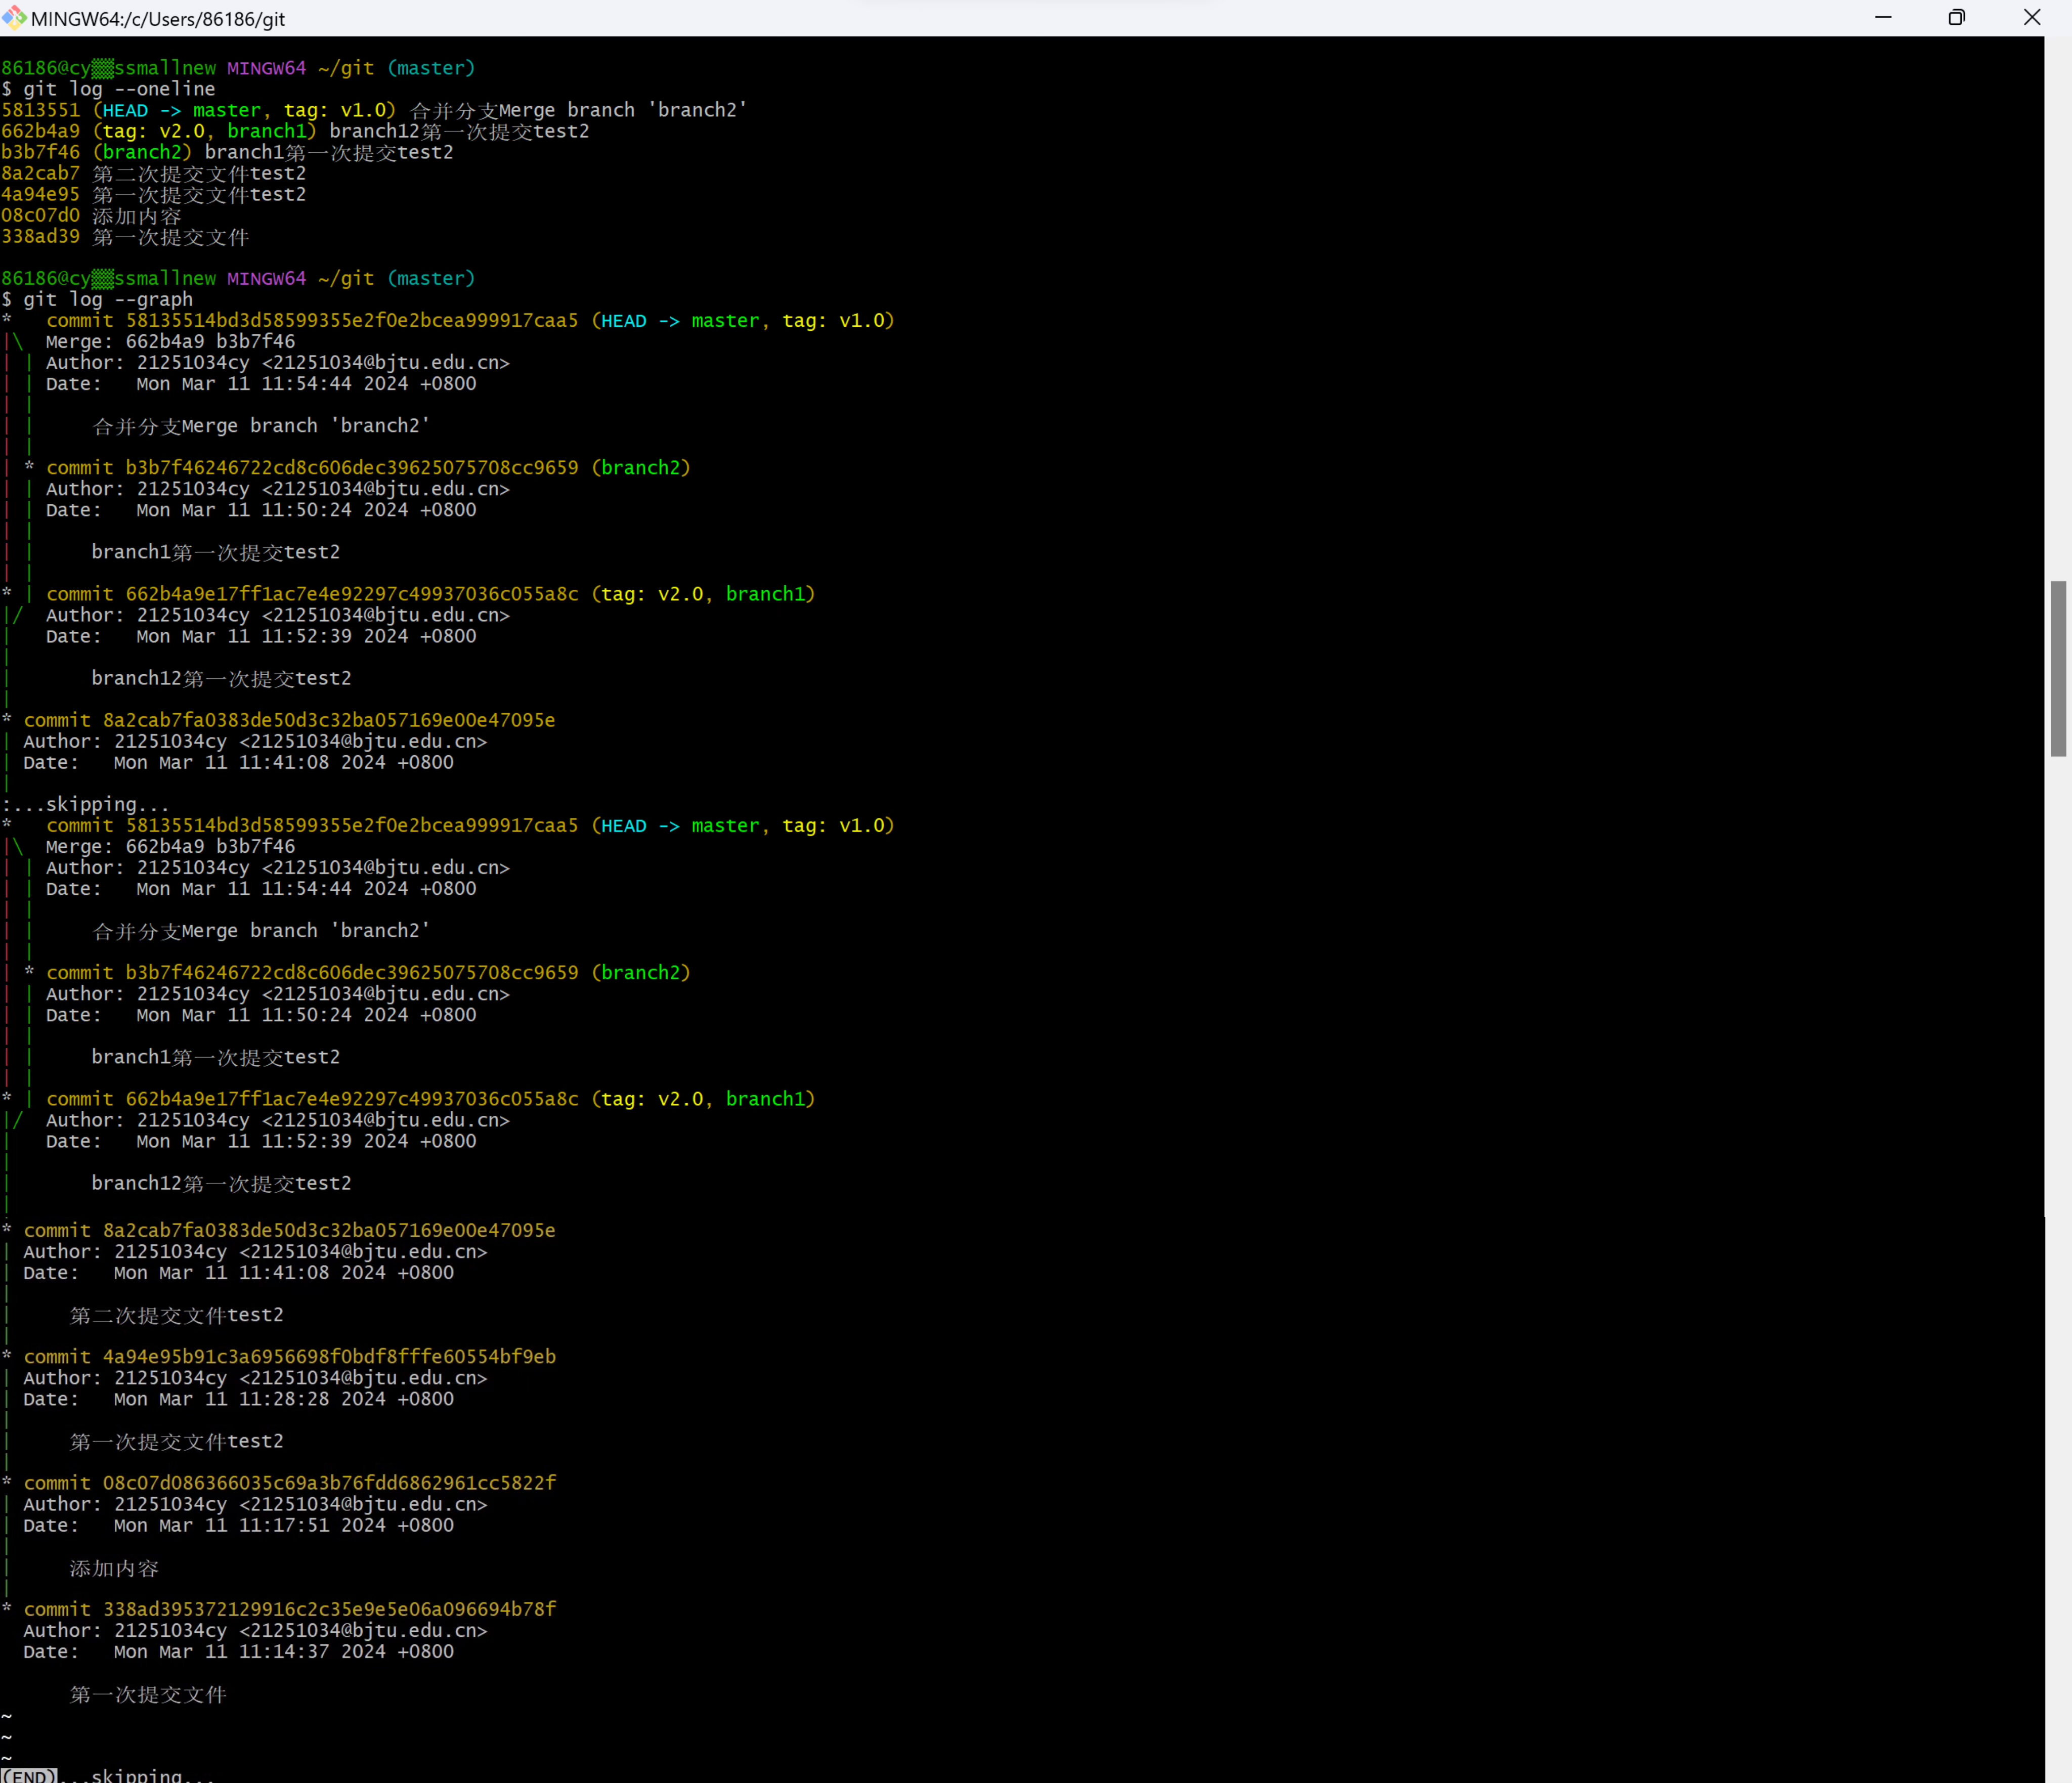 MINGW64:/c/Users/86186/git
86186@cy▒▒ssmallnew MINGW64 ~/git (master)
$ git log --oneline
5813551 (HEAD -> master, tag: v1.0) 合并分支Merge branch 'branch2'
662b4a9 (tag: v2.0, branch1) branch12第一次提交test2
b3b7f46 (branch2) branch1第一次提交test2
8a2cab7 第二次提交文件test2
4a94e95 第一次提交文件test2
08c07d0 添加内容
338ad39 第一次提交文件
86186@cy▒▒ssmallnew MINGW64 ~/git (master)
$ git log --graph
*   commit 58135514bd3d58599355e2f0e2bcea999917caa5 (HEAD -> master, tag: v1.0)
|\  Merge: 662b4a9 b3b7f46
| | Author: 21251034cy <21251034@bjtu.edu.cn>
| | Date:   Mon Mar 11 11:54:44 2024 +0800
| |
| |     合并分支Merge branch 'branch2'
| |
| * commit b3b7f46246722cd8c606dec39625075708cc9659 (branch2)
| | Author: 21251034cy <21251034@bjtu.edu.cn>
| | Date:   Mon Mar 11 11:50:24 2024 +0800
| |
| |     branch1第一次提交test2
| |
* | commit 662b4a9e17ff1ac7e4e92297c49937036c055a8c (tag: v2.0, branch1)
|/  Author: 21251034cy <21251034@bjtu.edu.cn>
|   Date:   Mon Mar 11 11:52:39 2024 +0800
|
|       branch12第一次提交test2
|
* commit 8a2cab7fa0383de50d3c32ba057169e00e47095e
| Author: 21251034cy <21251034@bjtu.edu.cn>
| Date:   Mon Mar 11 11:41:08 2024 +0800
|
:...skipping...
*   commit 58135514bd3d58599355e2f0e2bcea999917caa5 (HEAD -> master, tag: v1.0)
|\  Merge: 662b4a9 b3b7f46
| | Author: 21251034cy <21251034@bjtu.edu.cn>
| | Date:   Mon Mar 11 11:54:44 2024 +0800
| |
| |     合并分支Merge branch 'branch2'
| |
| * commit b3b7f46246722cd8c606dec39625075708cc9659 (branch2)
| | Author: 21251034cy <21251034@bjtu.edu.cn>
| | Date:   Mon Mar 11 11:50:24 2024 +0800
| |
| |     branch1第一次提交test2
| |
* | commit 662b4a9e17ff1ac7e4e92297c49937036c055a8c (tag: v2.0, branch1)
|/  Author: 21251034cy <21251034@bjtu.edu.cn>
|   Date:   Mon Mar 11 11:52:39 2024 +0800
|
|       branch12第一次提交test2
|
* commit 8a2cab7fa0383de50d3c32ba057169e00e47095e
| Author: 21251034cy <21251034@bjtu.edu.cn>
| Date:   Mon Mar 11 11:41:08 2024 +0800
|
|     第二次提交文件test2
|
* commit 4a94e95b91c3a6956698f0bdf8fffe60554bf9eb
| Author: 21251034cy <21251034@bjtu.edu.cn>
| Date:   Mon Mar 11 11:28:28 2024 +0800
|
|     第一次提交文件test2
|
* commit 08c07d086366035c69a3b76fdd6862961cc5822f
| Author: 21251034cy <21251034@bjtu.edu.cn>
| Date:   Mon Mar 11 11:17:51 2024 +0800
|
|     添加内容
|
* commit 338ad395372129916c2c35e9e5e06a096694b78f
  Author: 21251034cy <21251034@bjtu.edu.cn>
  Date:   Mon Mar 11 11:14:37 2024 +0800
      第一次提交文件
~
~
~
(END)...skipping...